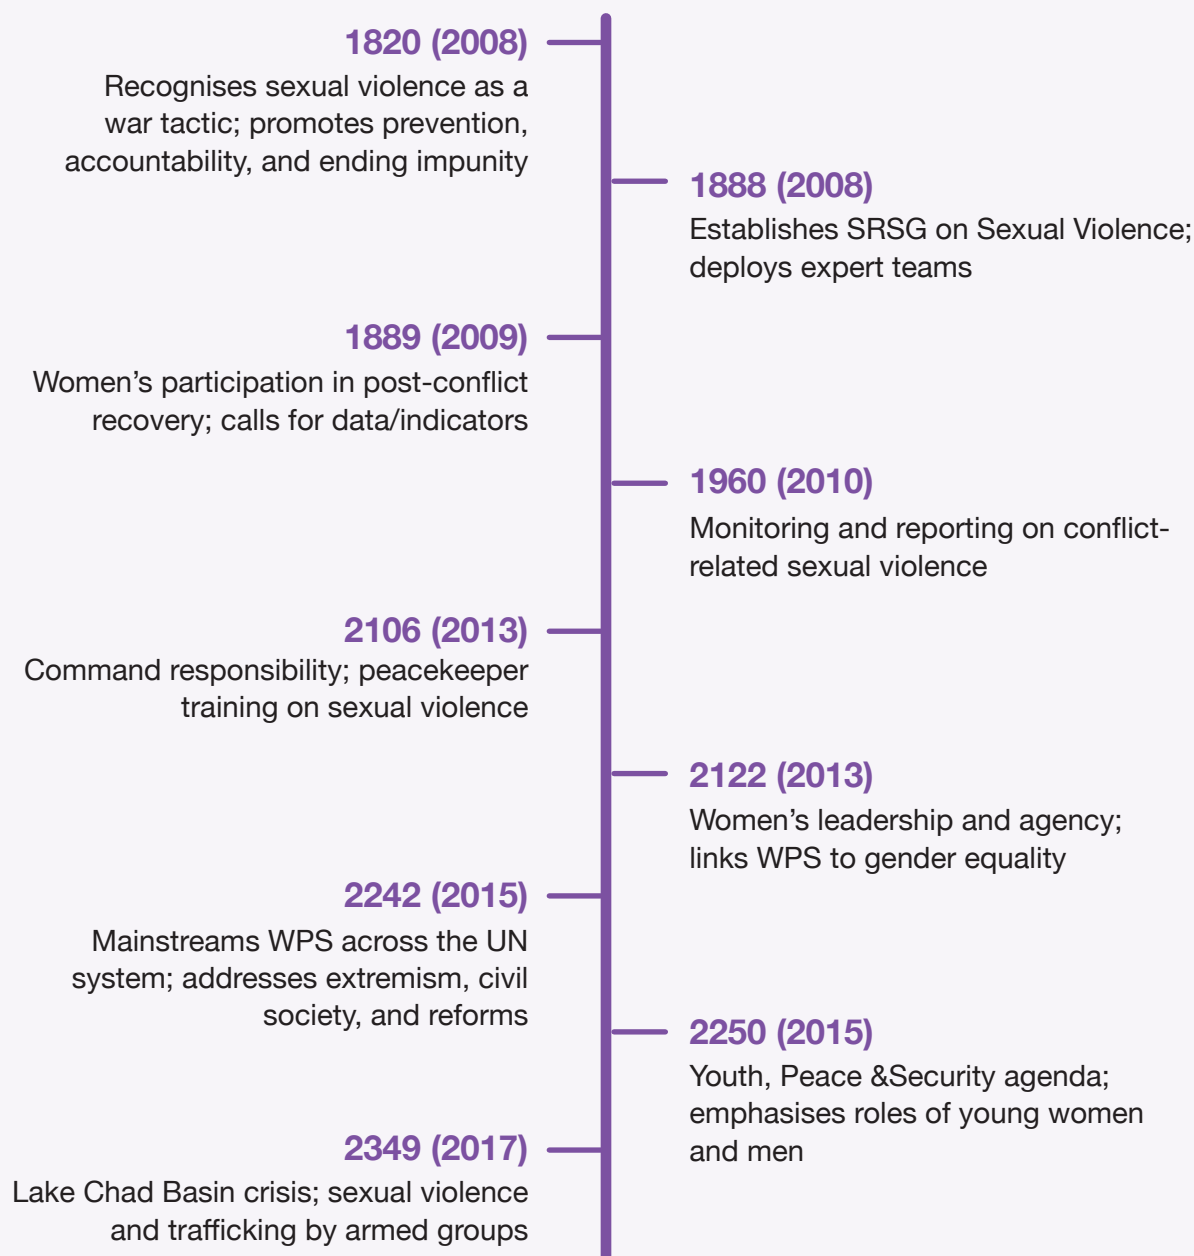 1820 (2008)
Recognises sexual violence as a
war tactic; promotes prevention,
accountability, and ending impunity
1888 (2008)
Establishes SRSG on Sexual Violence;
deploys expert teams
1889 (2009)
Women’s participation in post-conflict
recovery; calls for data/indicators
1960 (2010)
Monitoring and reporting on conflict-
related sexual violence
2106 (2013)
Command responsibility; peacekeeper
training on sexual violence
2122 (2013)
Women’s leadership and agency;
links WPS to gender equality
2242 (2015)
Mainstreams WPS across the UN
system; addresses extremism, civil
society, and reforms
2250 (2015)
Youth, Peace &Security agenda;
emphasises roles of young women
and men
2349 (2017)
Lake Chad Basin crisis; sexual violence
and trafficking by armed groups